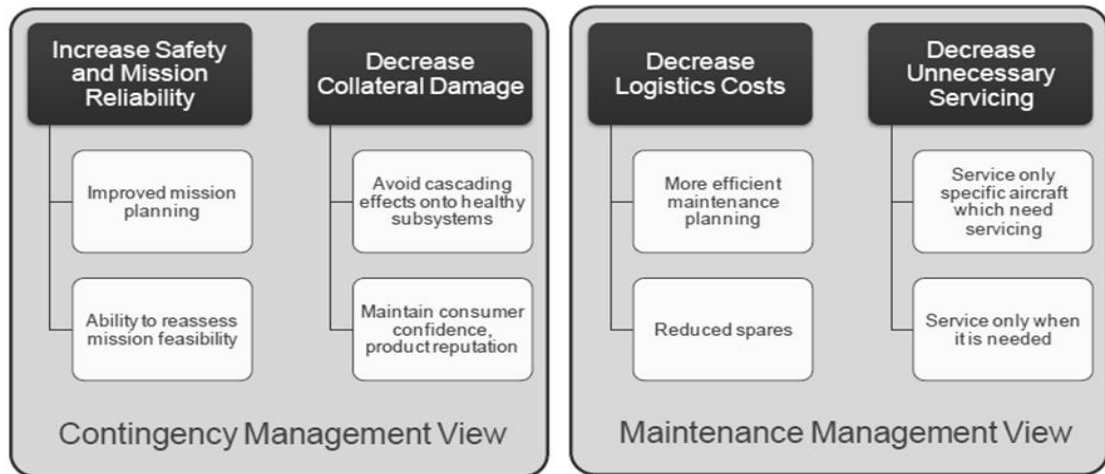 Increase Safety
and Mission
Reliability
Improved mission
planning
Ability to reassess
mission feasibility
Decrease
Collateral Damage
Avoid cascading
effects onto healthy
subsystems
Maintain consumer
confidence,
product reputation
Contingency Management View
Decrease
Logistics Costs
More efficient
maintenance
planning
Reduced spares
Decrease
Unnecessary
Servicing
Service only
specific aircraft
which need
servicing
Service only when
it is needed
Maintenance Management View